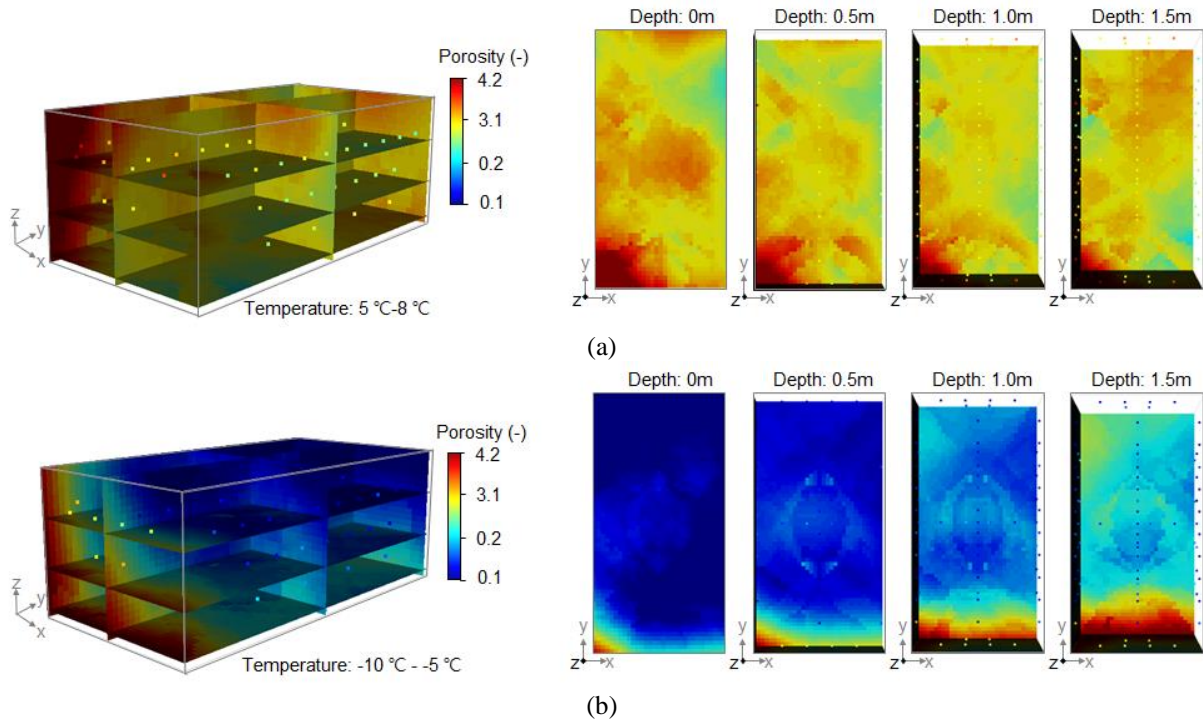 Depth: 0m
Depth: 0.5m
Depth: 1.0m
Depth: 1.5m
Porosity (-)
4.2
3.1
0.2
0.1
z
y
x
Temperature: 5 ℃-8 ℃
y
z
x
y
z
x
y
z
x
y
z
x
(a)
Depth: 0m
Depth: 0.5m
Depth: 1.0m
Depth: 1.5m
Porosity (-)
4.2
3.1
0.2
0.1
z
y
x
Temperature: -10 ℃ - -5 ℃
y
z
x
y
z
x
y
z
x
y
z
x
(b)